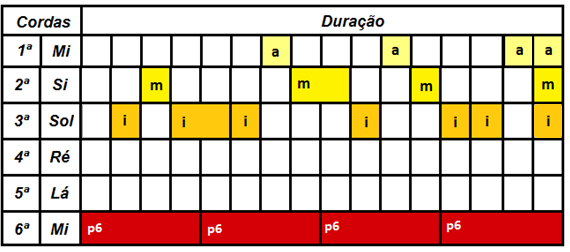 Cordas Duração
1ª Mi a a a a
2ª Si m m m m
3ª Sol i i i i i i i
4ª Ré
5ª Lá
6ª Mi p6 p6 p6 p6